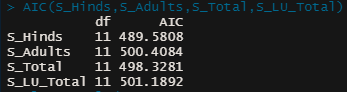 > AIC(S_Hinds,S_Adults,S_Total,S_LU_Total)
df AIC
S_Hinds 11 489.5808
S_Adults 11 500.4084
S_Total 11 498.3281
S_LU_Total 11 501.1892